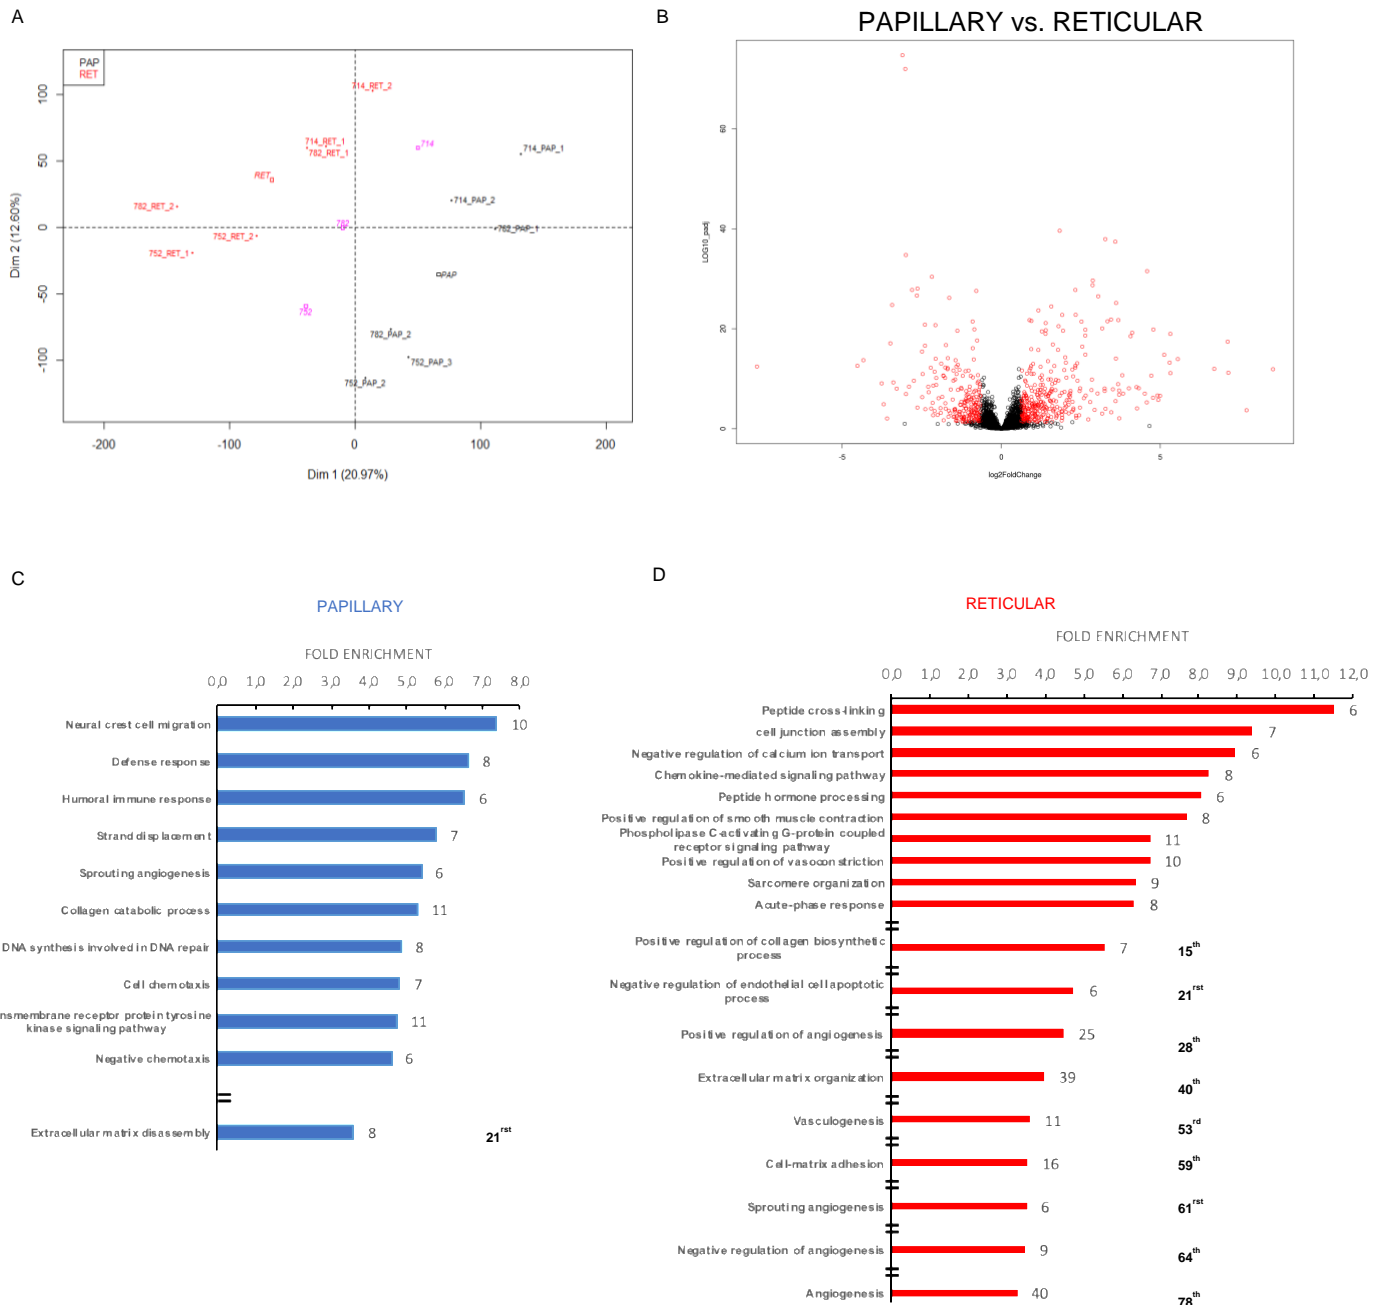 A
PAP
RET
714_RET_2
714_RET_1
782_RET_1
714
714_PAP_1
RET
782_RET_2
714_PAP_2
782
782_PAP_1
752_RET_2
752_RET_1
PAP
752
782_PAP_2
752_PAP_3
752_PAP_2
100
50
0
-50
-100
Dim 2 (12.60%)
-200
-100
0
100
200
Dim 1 (20.97%)
B
PAPILLARY vs. RETICULAR
60
40
20
0
LOG10_padj
-5
0
5
log2FoldChange
C
PAPILLARY
FOLD ENRICHMENT
0,0 1,0 2,0 3,0 4,0 5,0 6,0 7,0 8,0
Neural crest cell migration 10
Defense response 8
Humoral immune response 6
Strand displacement 7
Sprouting angiogenesis 6
Collagen catabolic process 11
DNA synthesis involved in DNA repair 8
Cell chemotaxis 7
nsmembrane receptor protein tyrosine
kinase signaling pathway 11
Negative chemotaxis 6
Extracellular matrix disassembly 8 21rst
D
RETICULAR
FOLD ENRICHMENT
0,0 1,0 2,0 3,0 4,0 5,0 6,0 7,0 8,0 9,0 10,0 11,0 12,0
Peptide cross-linking 6
cell junction assembly 7
Negative regulation of calcium ion transport 6
Chemokine-mediated signaling pathway 8
Peptide hormone processing 6
Positive regulation of smooth muscle contraction 8
Phospholipase C-activating G-protein coupled
receptor signaling pathway 11
Positive regulation of vasoconstriction 10
Sarcomere organization 9
Acute-phase response 8
Positive regulation of collagen biosynthetic
process 7 15th
Negative regulation of endothelial cell apoptotic
process 6 21rst
Positive regulation of angiogenesis 25 28th
Extracellular matrix organization 39 40th
Vasculogenesis 11 53rd
Cell-matrix adhesion 16 59th
Sprouting angiogenesis 6 61rst
Negative regulation of angiogenesis 9 64th
Angiogenesis 40 78th